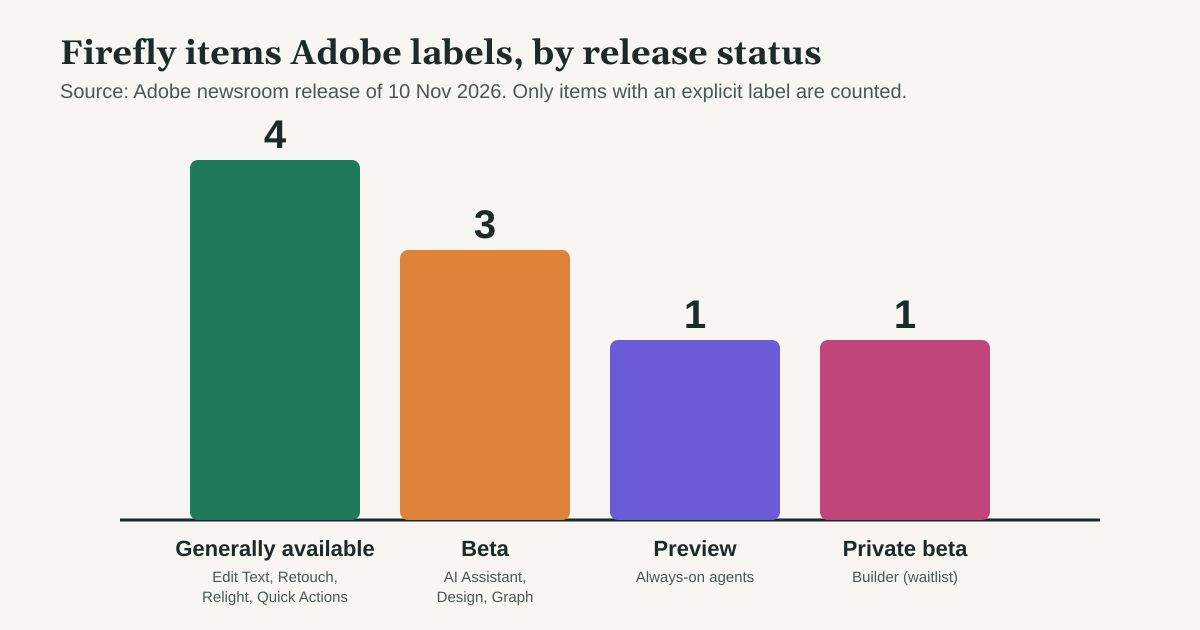 Firefly items Adobe labels, by release status
Source: Adobe newsroom release of 10 Nov 2026. Only items with an explicit label are counted.
4
3
1
1
Generally available
Edit Text, Retouch,
Relight, Quick Actions
Beta
AI Assistant,
Design, Graph
Preview
Always-on agents
Private beta
Builder (waitlist)